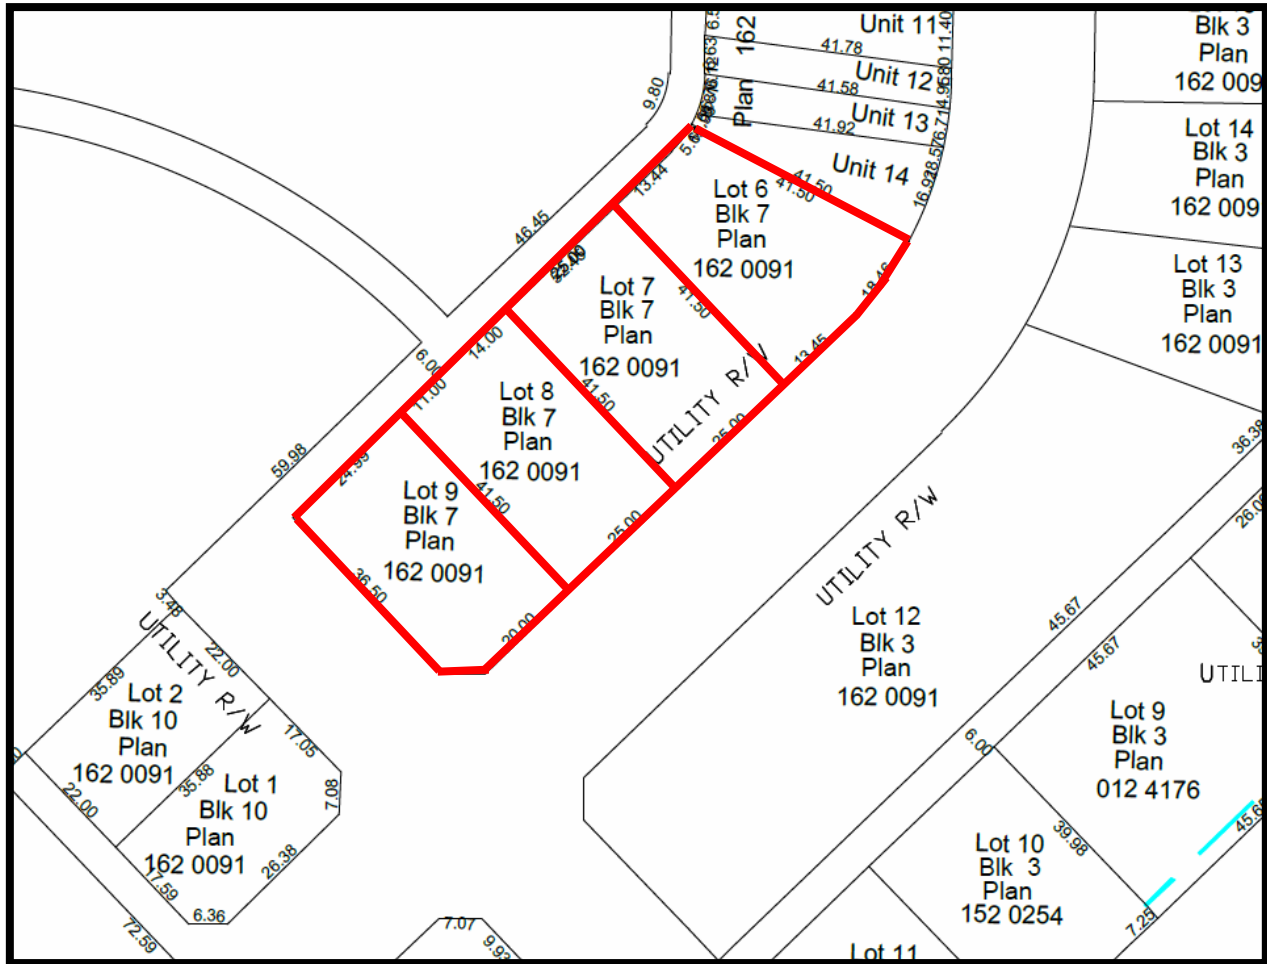 Unit 11
11.40
162
Plan
41.78
Unit 12
41.58
Unit 13
41.92
Unit 14
9.80
Blk 3
Plan
162 009
Lot 14
Blk 3
Plan
162 009
Lot 13
Blk 3
Plan
162 0091
13.44
41.50
41.50
Lot 6
Blk 7
Plan
162 0091
46.45
Lot 7
Blk 7
Plan
162 0091
41.50
18.46
13.45
UTILITY R/W
25.00
14.00
6.00
11.00
Lot 8
Blk 7
Plan
162 0091
41.50
25.00
59.98
24.99
Lot 9
Blk 7
Plan
162 0091
41.50
36.50
20.00
36.38
26.06
UTILITY R/W
Lot 12
Blk 3
Plan
162 0091
45.67
45.67
UTILI
3.48
UTILITY R/W
22.00
35.89
Lot 2
Blk 10
Plan
162 0091
22.00
17.05
35.88
Lot 1
Blk 10
Plan
162 0091
7.08
26.38
17.59
6.36
72.59
7.07
9.93
6.00
Lot 9
Blk 3
Plan
012 4176
39.98
Lot 10
Blk 3
Plan
152 0254
7.25
Lot 11